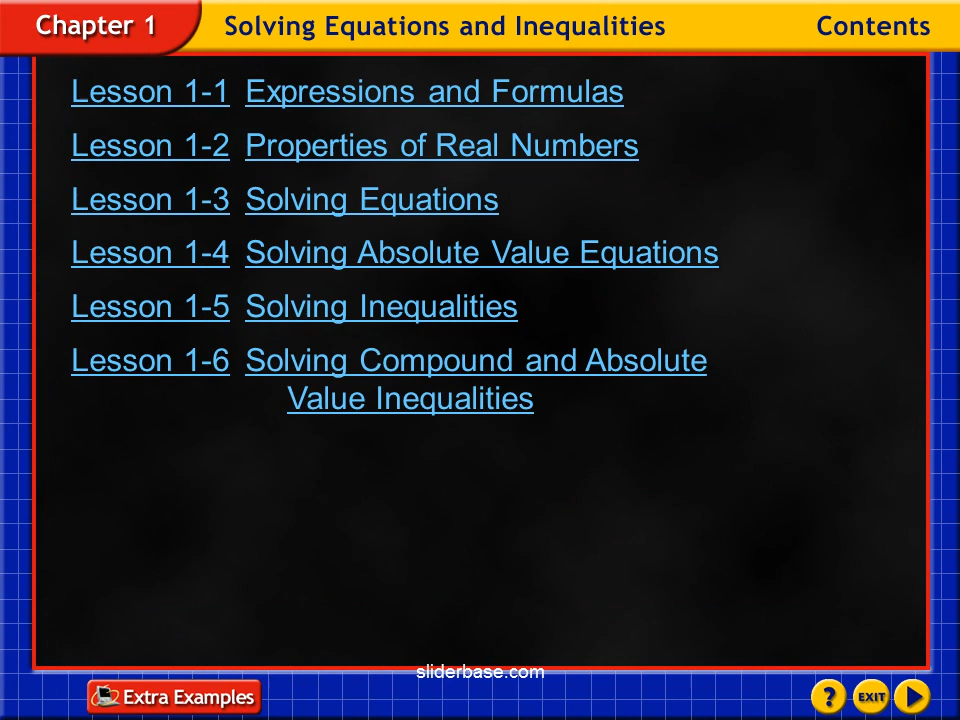 Chapter 1 Solving Equations and Inequalities Contents
Lesson 1-1 Expressions and Formulas
Lesson 1-2 Properties of Real Numbers
Lesson 1-3 Solving Equations
Lesson 1-4 Solving Absolute Value Equations
Lesson 1-5 Solving Inequalities
Lesson 1-6 Solving Compound and Absolute
Value Inequalities
sliderbase.com
Extra Examples ? EXIT